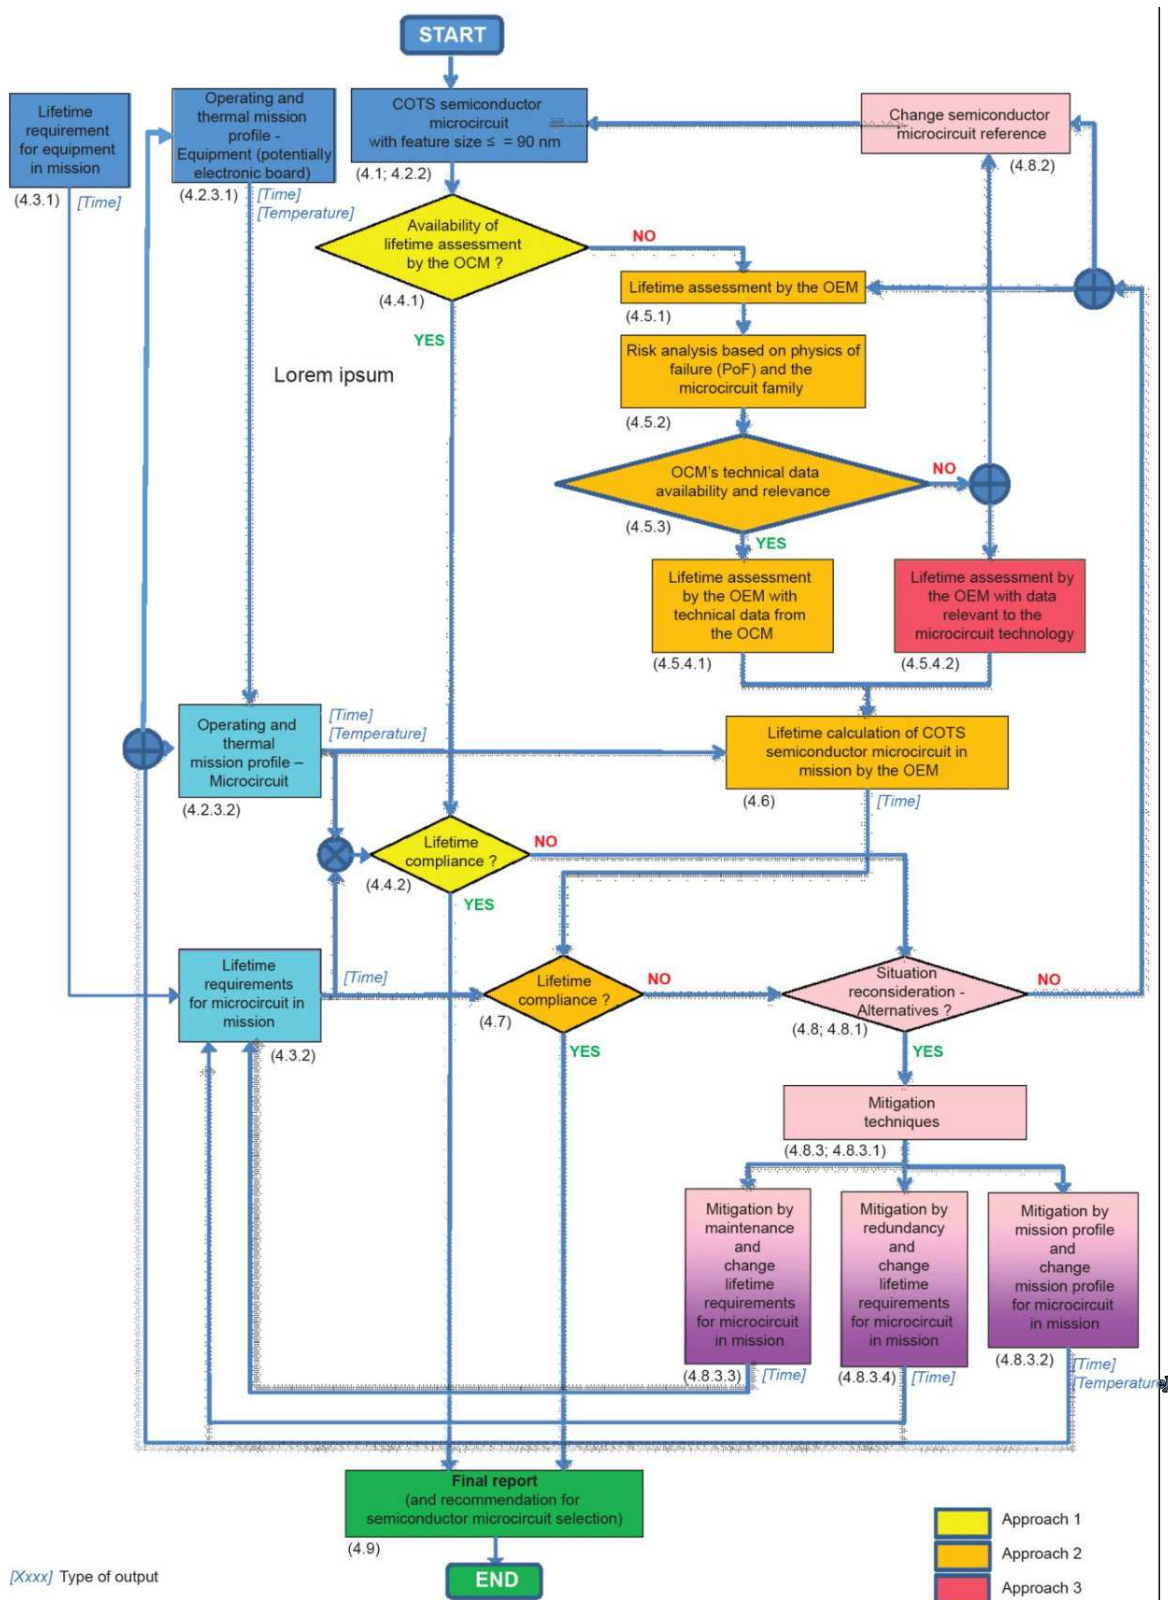 START
Lifetime
requirement
for equipment
in mission
(4.3.1)
[Time]
Operating and
thermal mission
profile -
Equipment (potentially
electronic board)
(4.2.3.1)
[Time]
[Temperature]
COTS semiconductor
microcircuit
with feature size ≤ = 90 nm
(4.1; 4.2.2)
Change semiconductor
microcircuit reference
(4.8.2)
Availability of
lifetime assessment
by the OCM ?
(4.4.1)
NO
YES
Lifetime assessment by the OEM
(4.5.1)
Risk analysis based on physics of
failure (PoF) and the
microcircuit family
(4.5.2)
Lorem ipsum
OCM's technical data
availability and relevance
(4.5.3)
NO
YES
Lifetime assessment
by the OEM with
technical data from
the OCM
(4.5.4.1)
Lifetime assessment by
the OEM with data
relevant to the
microcircuit technology
(4.5.4.2)
Operating and
thermal
mission profile –
Microcircuit
(4.2.3.2)
[Time]
[Temperature]
Lifetime calculation of COTS
semiconductor microcircuit in
mission by the OEM
(4.6)
[Time]
Lifetime
compliance ?
(4.4.2)
NO
YES
Lifetime
requirements
for microcircuit in
mission
(4.3.2)
[Time]
Lifetime
compliance ?
(4.7)
NO
YES
Situation
reconsideration -
Alternatives ?
(4.8; 4.8.1)
NO
YES
Mitigation
techniques
(4.8.3; 4.8.3.1)
Mitigation by
maintenance
and
change
lifetime
requirements
for microcircuit
in mission
(4.8.3.3)
[Time]
Mitigation by
redundancy
and
change
lifetime
requirements
for microcircuit
in mission
(4.8.3.4)
[Time]
Mitigation by
mission profile
and
change
mission profile
for microcircuit
in mission
(4.8.3.2)
[Time]
[Temperature]
Final report
(and recommendation for
semiconductor microcircuit selection)
(4.9)
END
[Xxxx] Type of output
Approach 1
Approach 2
Approach 3